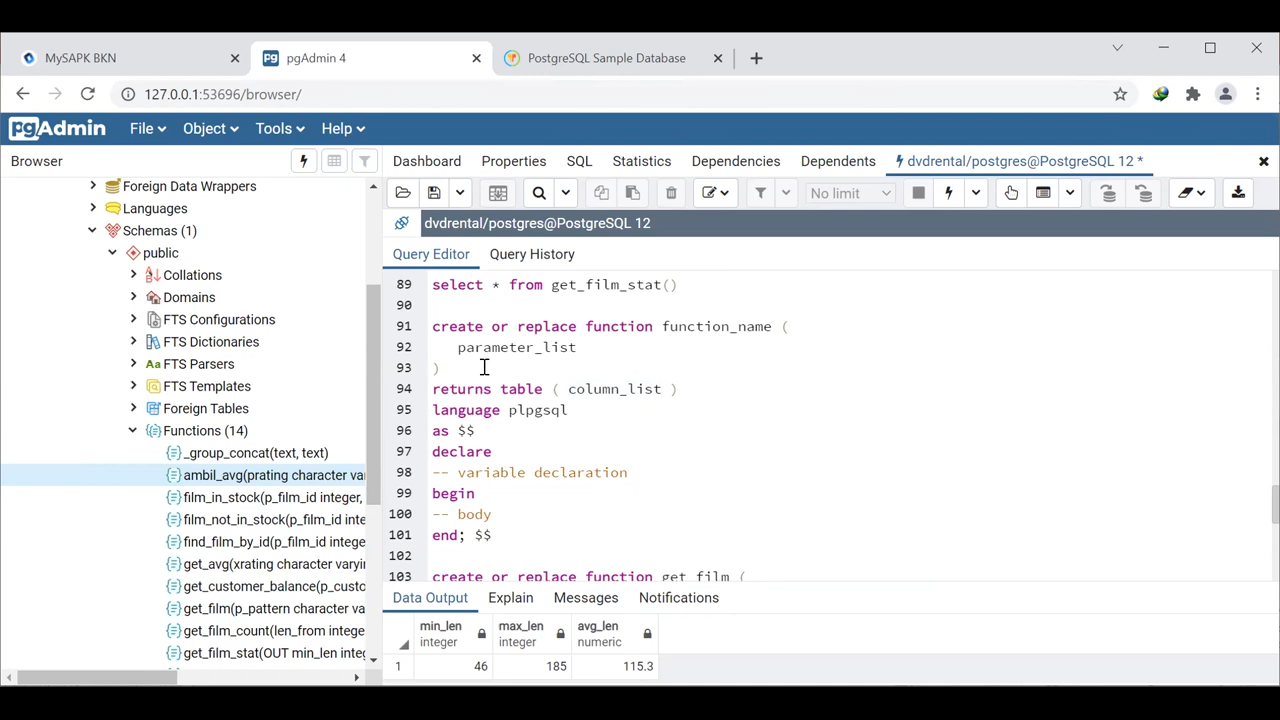 MySAPK BKN
pgAdmin 4
PostgreSQL Sample Database
127.0.0.1:53696/browser/
pgAdmin
File
Object
Tools
Help
Browser
Dashboard
Properties
SQL
Statistics
Dependencies
Dependents
dvdrental/postgres@PostgreSQL 12 *
No limit
dvdrental/postgres@PostgreSQL 12
Query Editor
Query History
Foreign Data Wrappers
Languages
Schemas (1)
public
Collations
Domains
FTS Configurations
FTS Dictionaries
Aa FTS Parsers
FTS Templates
Foreign Tables
Functions (14)
_group_concat(text, text)
ambil_avg(prating character va
film_in_stock(p_film_id integer,
film_not_in_stock(p_film_id inte
find_film_by_id(p_film_id intege
get_avg(xrating character varyi
get_customer_balance(p_custo
get_film(p_pattern character va
get_film_count(len_from intege
get_film_stat(OUT min_len integ
89 select * from get_film_stat()
90
91 create or replace function function_name (
92 parameter_list
93 )
94 returns table ( column_list )
95 language plpgsql
96 as $$
97 declare
98 -- variable declaration
99 begin
100 -- body
101 end; $$
102
103 create or replace function get_film (
Data Output
Explain
Messages
Notifications
min_len integer
max_len integer
avg_len numeric
1 46 185 115.3